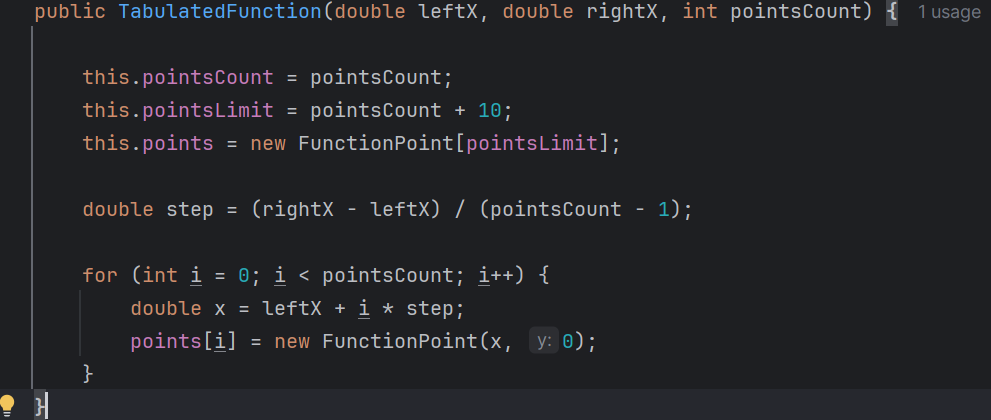 public TabulatedFunction(double leftX, double rightX, int pointsCount) { 1 usage
this.pointsCount = pointsCount;
this.pointsLimit = pointsCount + 10;
this.points = new FunctionPoint[pointsLimit];
double step = (rightX - leftX) / (pointsCount - 1);
for (int i = 0; i < pointsCount; i++) {
double x = leftX + i * step;
points[i] = new FunctionPoint(x, y: 0);
}
}